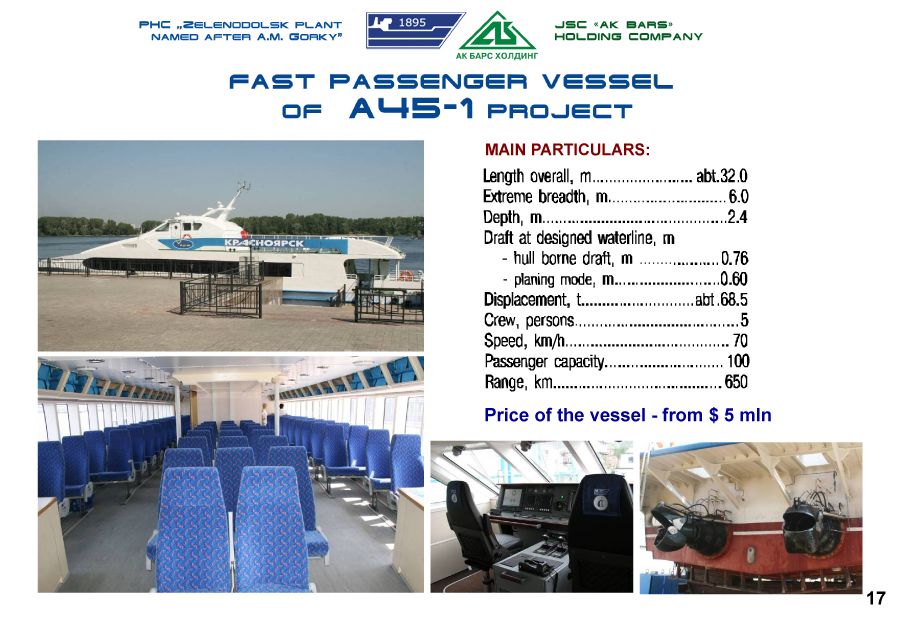 PHC „Zelenodolsk plant
named after A.M. Gorky”
1895
АК БАРС ХОЛДИНГ
JSC «AK BARS»
HOLDING COMPANY
FAST PASSENGER VESSEL
OF A45-1 PROJECT
MAIN PARTICULARS:
Length overall, m........................ abt.32.0
Extreme breadth, m............................6.0
Depth, m............................................2.4
Draft at designed waterline, m
- hull borne draft, m ...................0.76
- planing mode, m.........................0.60
Displacement, t...........................abt .68.5
Crew, persons.......................................5
Speed, km/h....................................... 70
Passenger capacity............................ 100
Range, km........................................ 650
Price of the vessel - from $ 5 mln
КРАСНОЯРСК
17